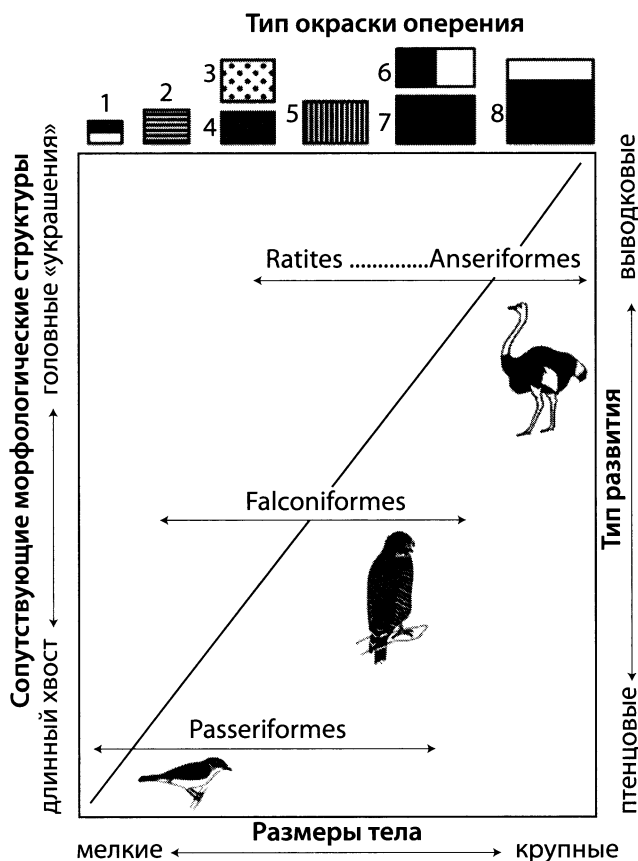 Тип окраски оперения
1
2
3
4
5
6
7
8
Сопутствующие морфологические структуры
длинный хвост
головные «украшения»
Ratites ..............Anseriformes
Falconiformes
Passeriformes
Тип развития
выводковые
птенцовые
Размеры тела
мелкие
крупные